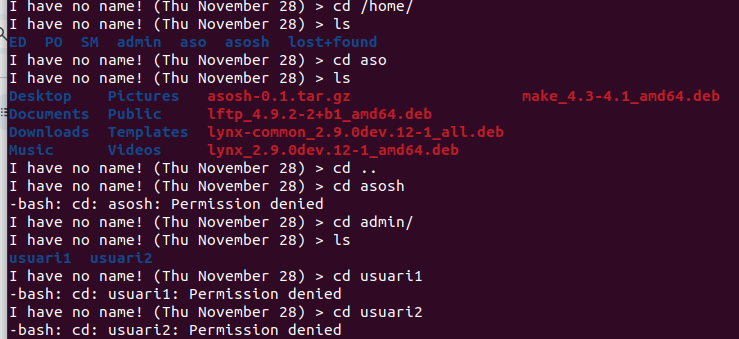 I have no name! (Thu November 28) > cd /home/
I have no name! (Thu November 28) > ls
ED  PO  SM  admin  aso  asosh  lost+found
I have no name! (Thu November 28) > cd aso
I have no name! (Thu November 28) > ls
Desktop    Pictures   asosh-0.1.tar.gz                   make_4.3-4.1_amd64.deb
Documents  Public     lftp_4.9.2-2+b1_amd64.deb
Downloads  Templates  lynx-common_2.9.0dev.12-1_all.deb
Music      Videos     lynx_2.9.0dev.12-1_amd64.deb
I have no name! (Thu November 28) > cd ..
I have no name! (Thu November 28) > cd asosh
-bash: cd: asosh: Permission denied
I have no name! (Thu November 28) > cd admin/
I have no name! (Thu November 28) > ls
usuari1  usuari2
I have no name! (Thu November 28) > cd usuari1
-bash: cd: usuari1: Permission denied
I have no name! (Thu November 28) > cd usuari2
-bash: cd: usuari2: Permission denied